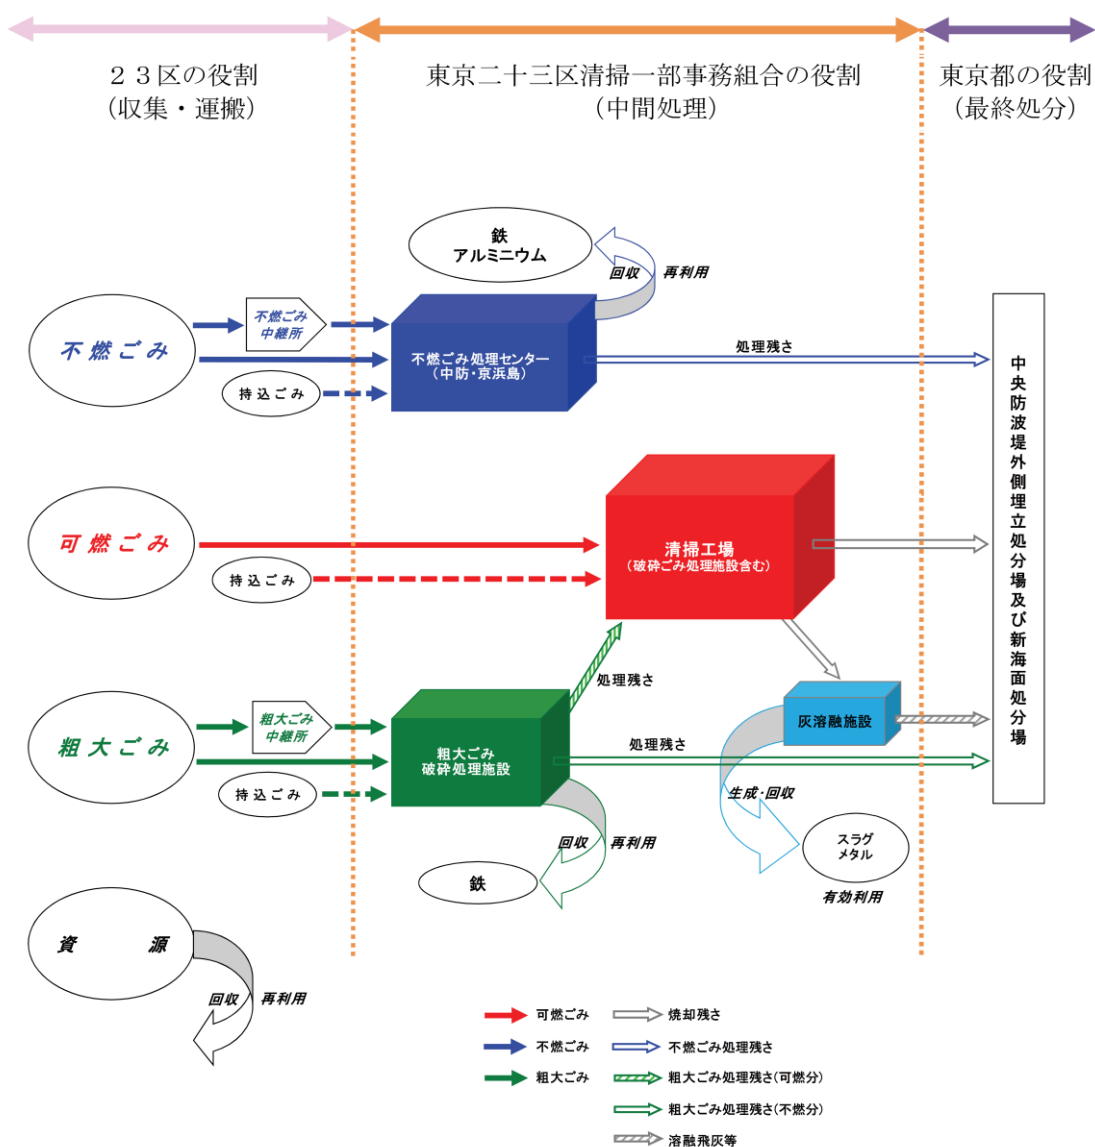 ２３区の役割
（収集・運搬）
東京二十三区清掃一部事務組合の役割
（中間処理）
東京都の役割
（最終処分）
鉄
アルミニウム
回収
再利用
不燃ごみ
不燃ごみ
中継所
持込ごみ
不燃ごみ処理センター
（中防・京浜島）
処理残さ
中央防波堤外側埋立処分場及び新海面処分場
可燃ごみ
持込ごみ
清掃工場
（破砕ごみ処理施設含む）
処理残さ
粗大ごみ
粗大ごみ
中継所
持込ごみ
粗大ごみ
破砕処理施設
処理残さ
灰溶融施設
生成・回収
スラグ
メタル
有効利用
回収
再利用
鉄
資源
回収
再利用
可燃ごみ
不燃ごみ
粗大ごみ
焼却残さ
不燃ごみ処理残さ
粗大ごみ処理残さ(可燃分)
粗大ごみ処理残さ(不燃分)
溶融飛灰等